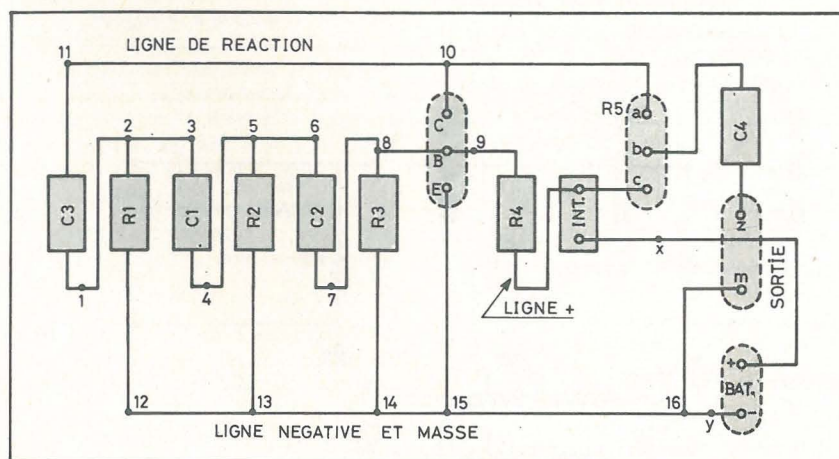 11
LIGNE DE REACTION
10
R5
a
C
2
3
5
6
8
B
9
b
C4
E
c
C3
R1
C1
R2
C2
R3
R4
INT.
N
x
SORTIE
1
4
7
LIGNE +
m
+
BAT.
-
12
13
14
15
16
y
LIGNE NEGATIVE ET MASSE